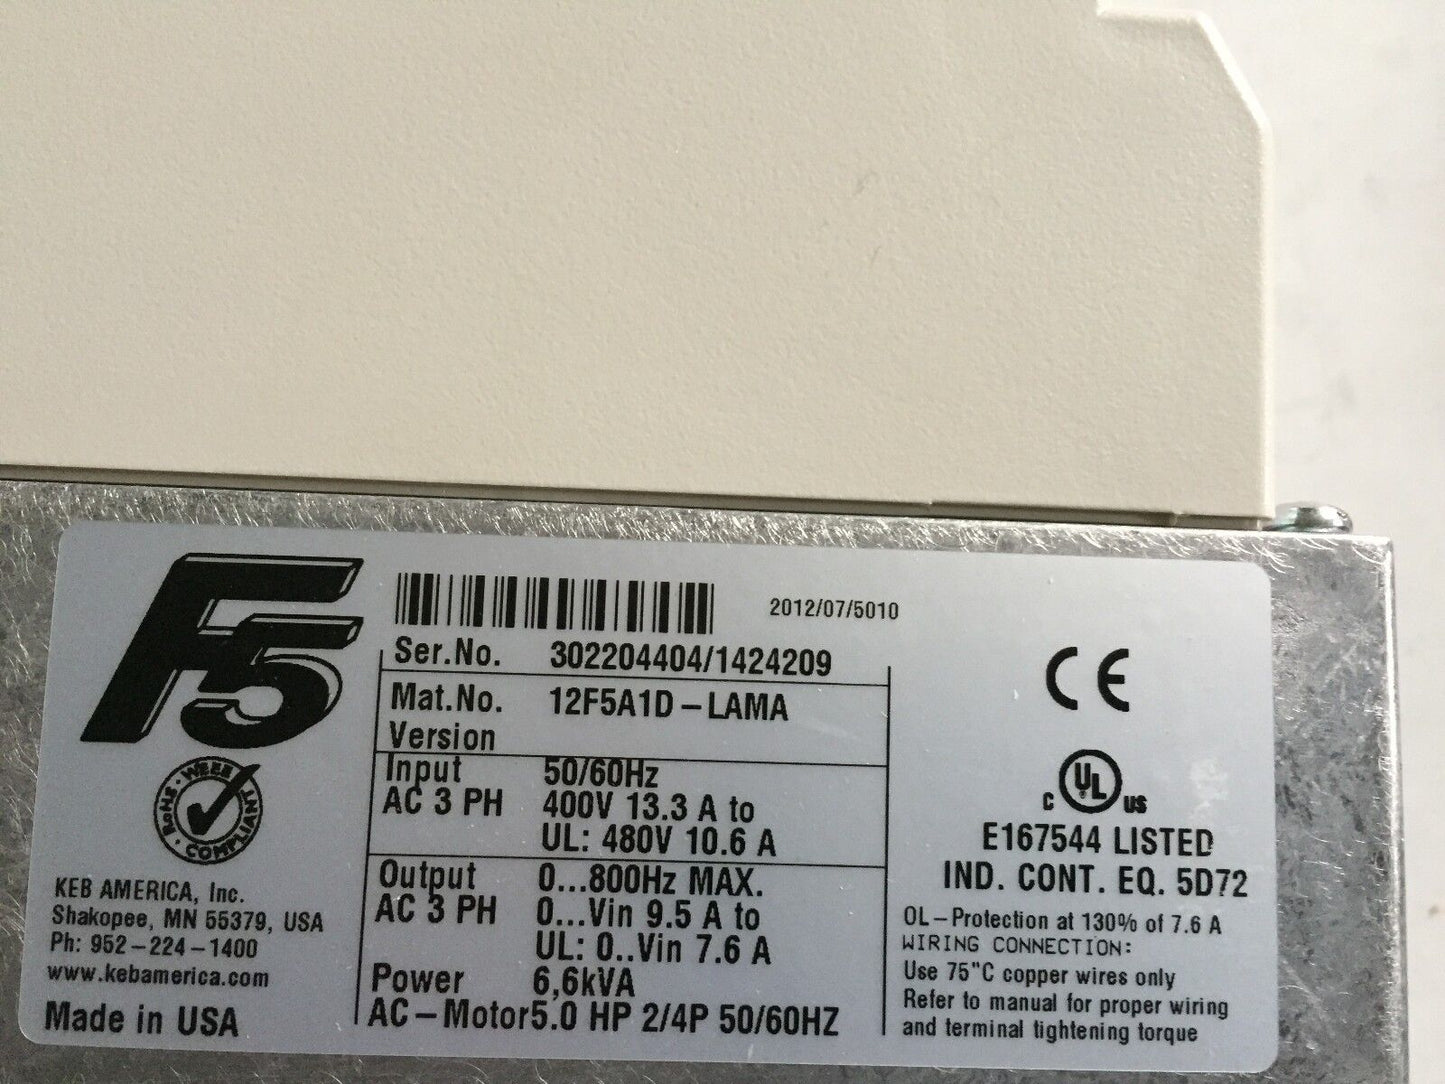 F5
2012/07/5010
Ser.No. 302204404/1424209
Mat.No. 12F5A1D-LAMA
Version
Input 50/60Hz
AC 3 PH 400V 13.3 A to
UL: 480V 10.6 A
Output 0...800Hz MAX.
AC 3 PH 0...Vin 9.5 A to
UL: 0..Vin 7.6 A
Power 6,6kVA
AC-Motor5.0 HP 2/4P 50/60HZ
RoHS · WEEE · COMPLIANT
KEB AMERICA, Inc.
Shakopee, MN 55379, USA
Ph: 952-224-1400
www.kebamerica.com
Made in USA
CE
C UL US
E167544 LISTED
IND. CONT. EQ. 5D72
OL-Protection at 130% of 7.6 A
WIRING CONNECTION:
Use 75"C copper wires only
Refer to manual for proper wiring
and terminal tightening torque